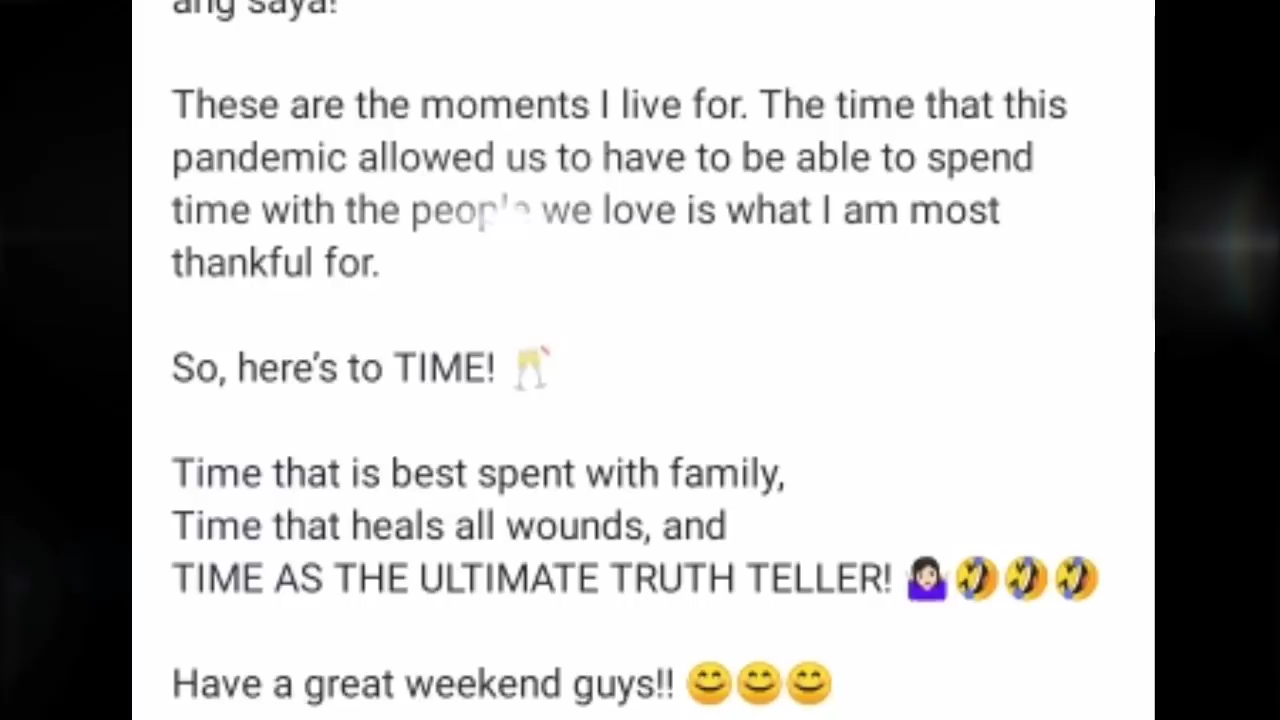 ang saya!
These are the moments I live for. The time that this
pandemic allowed us to have to be able to spend
time with the people we love is what I am most
thankful for.
So, here's to TIME! 🥂
Time that is best spent with family,
Time that heals all wounds, and
TIME AS THE ULTIMATE TRUTH TELLER! 🤷🏻‍♀️🤣🤣🤣
Have a great weekend guys!! 😊😊😊